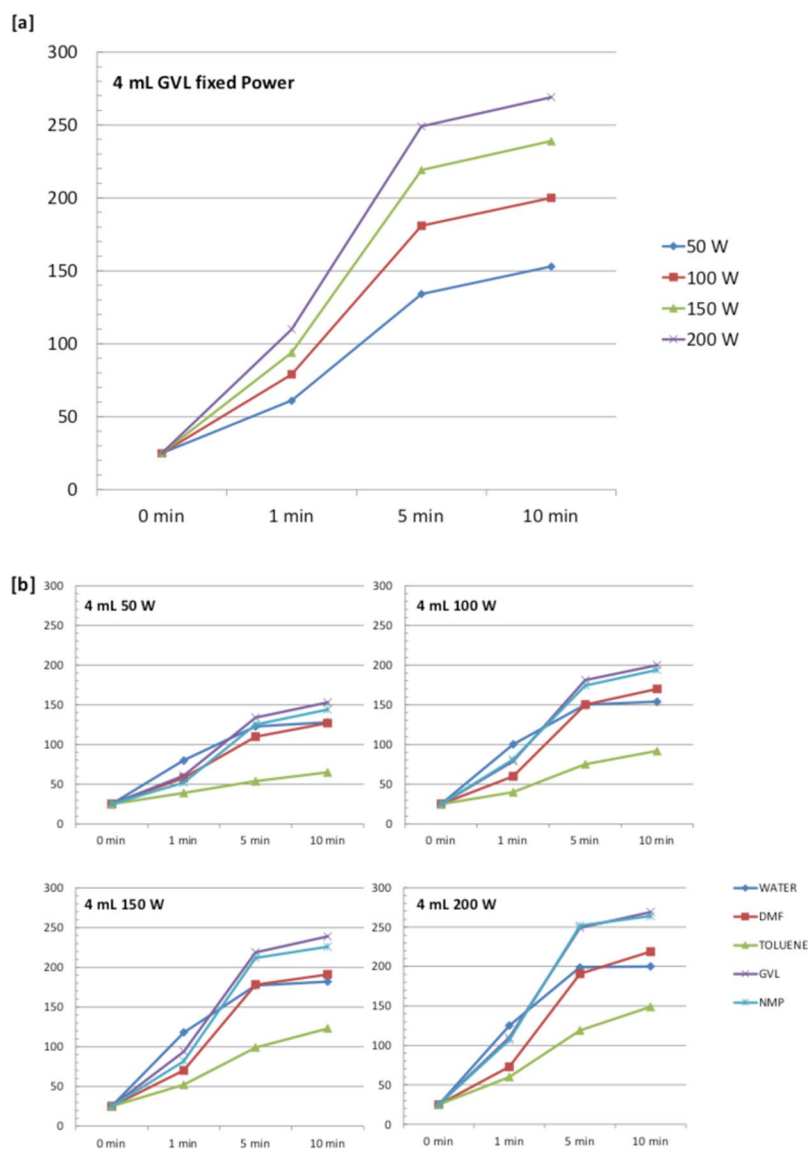 [a]
4 mL GVL fixed Power
300
250
200
150
100
50
0
0 min 1 min 5 min 10 min
50 W
100 W
150 W
200 W
[b]
4 mL 50 W
300
250
200
150
100
50
0
0 min 1 min 5 min 10 min
4 mL 100 W
300
250
200
150
100
50
0
0 min 1 min 5 min 10 min
4 mL 150 W
300
250
200
150
100
50
0
0 min 1 min 5 min 10 min
4 mL 200 W
300
250
200
150
100
50
0
0 min 1 min 5 min 10 min
WATER
DMF
TOLUENE
GVL
NMP